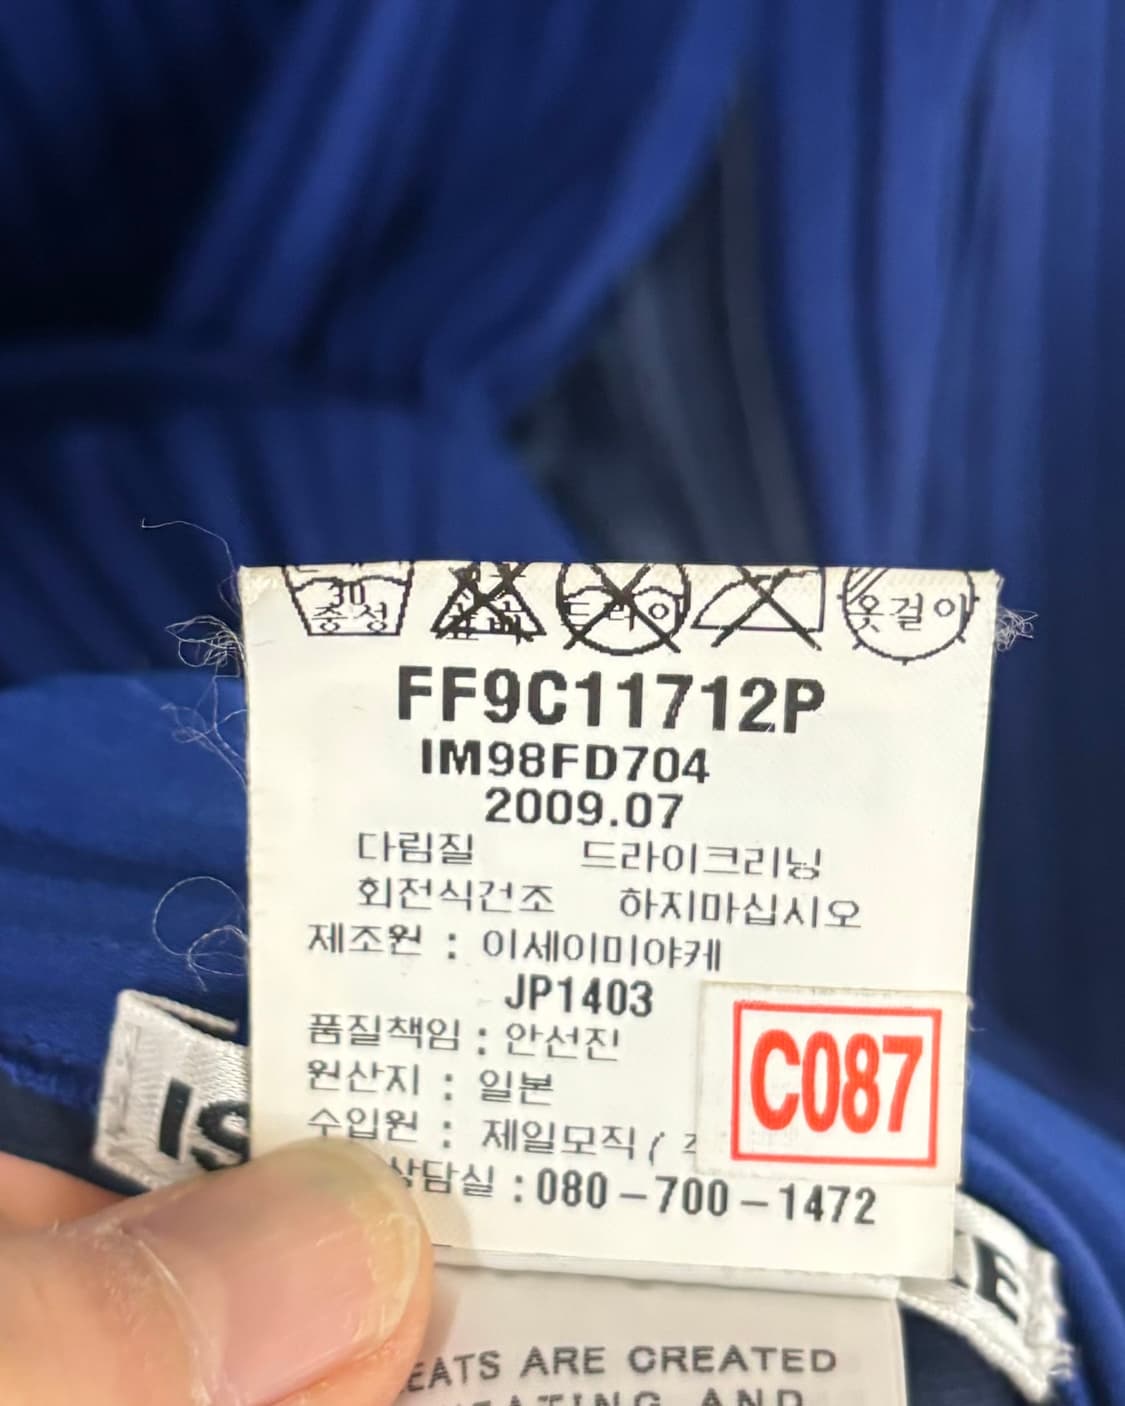 30
중성
드라이
옷걸이
FF9C11712P
IM98FD704
2009.07
다림질 드라이크리닝
회전식건조 하지마십시오
제조원 : 이세이미야케
JP1403
품질책임 : 안선진
원산지 : 일본
수입원 : 제일모직 (
C087
상담실 : 080-700-1472
IS
E
EATS ARE CREATED
EATING AND